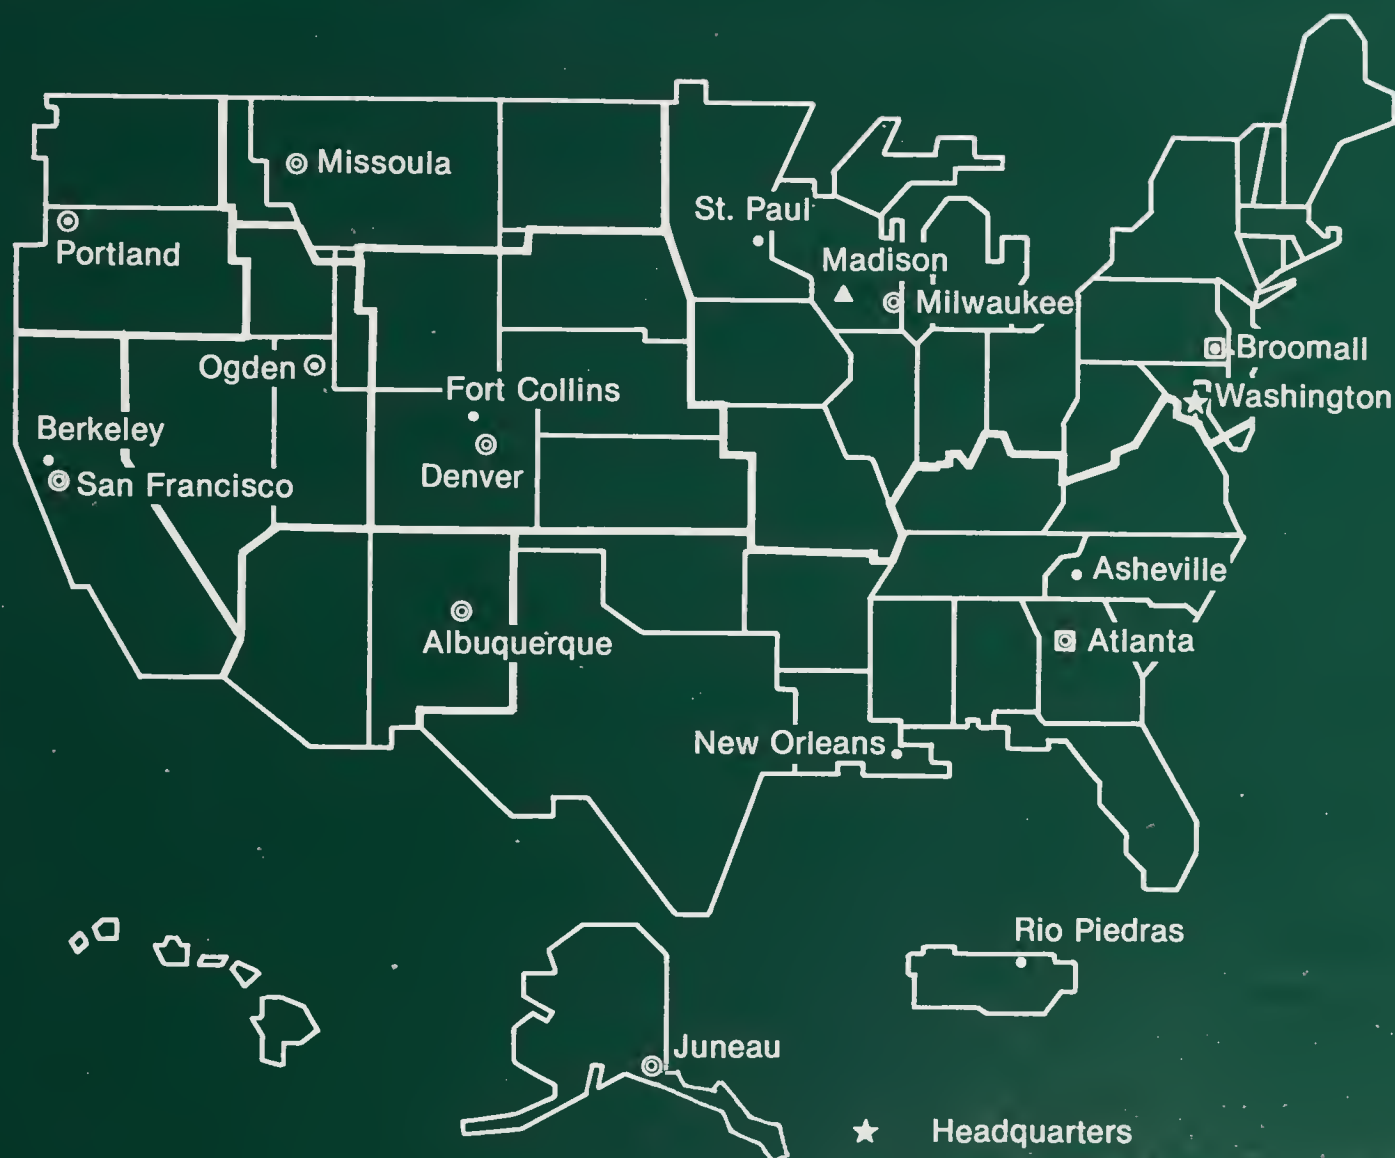 Missoula
St. Paul
Portland
Madison
Milwaukee
Ogden
Broomall
Fort Collins
Washington
Berkeley
Denver
San Francisco
Asheville
Albuquerque
Atlanta
New Orleans
Rio Piedras
Juneau
Headquarters